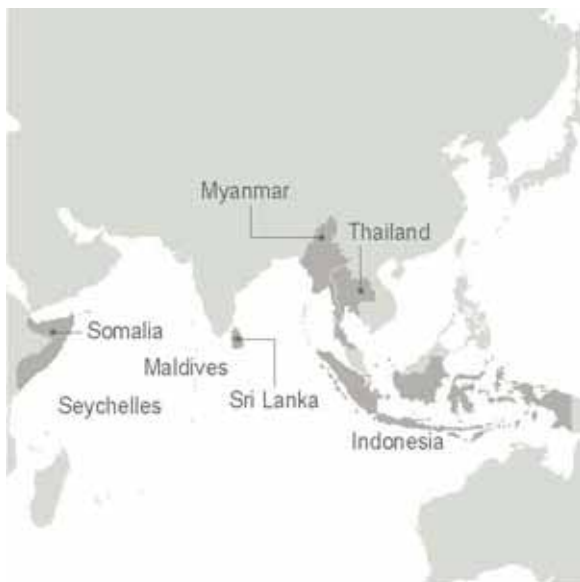 Myanmar
Thailand
Somalia
Maldives
Sri Lanka
Seychelles
Indonesia